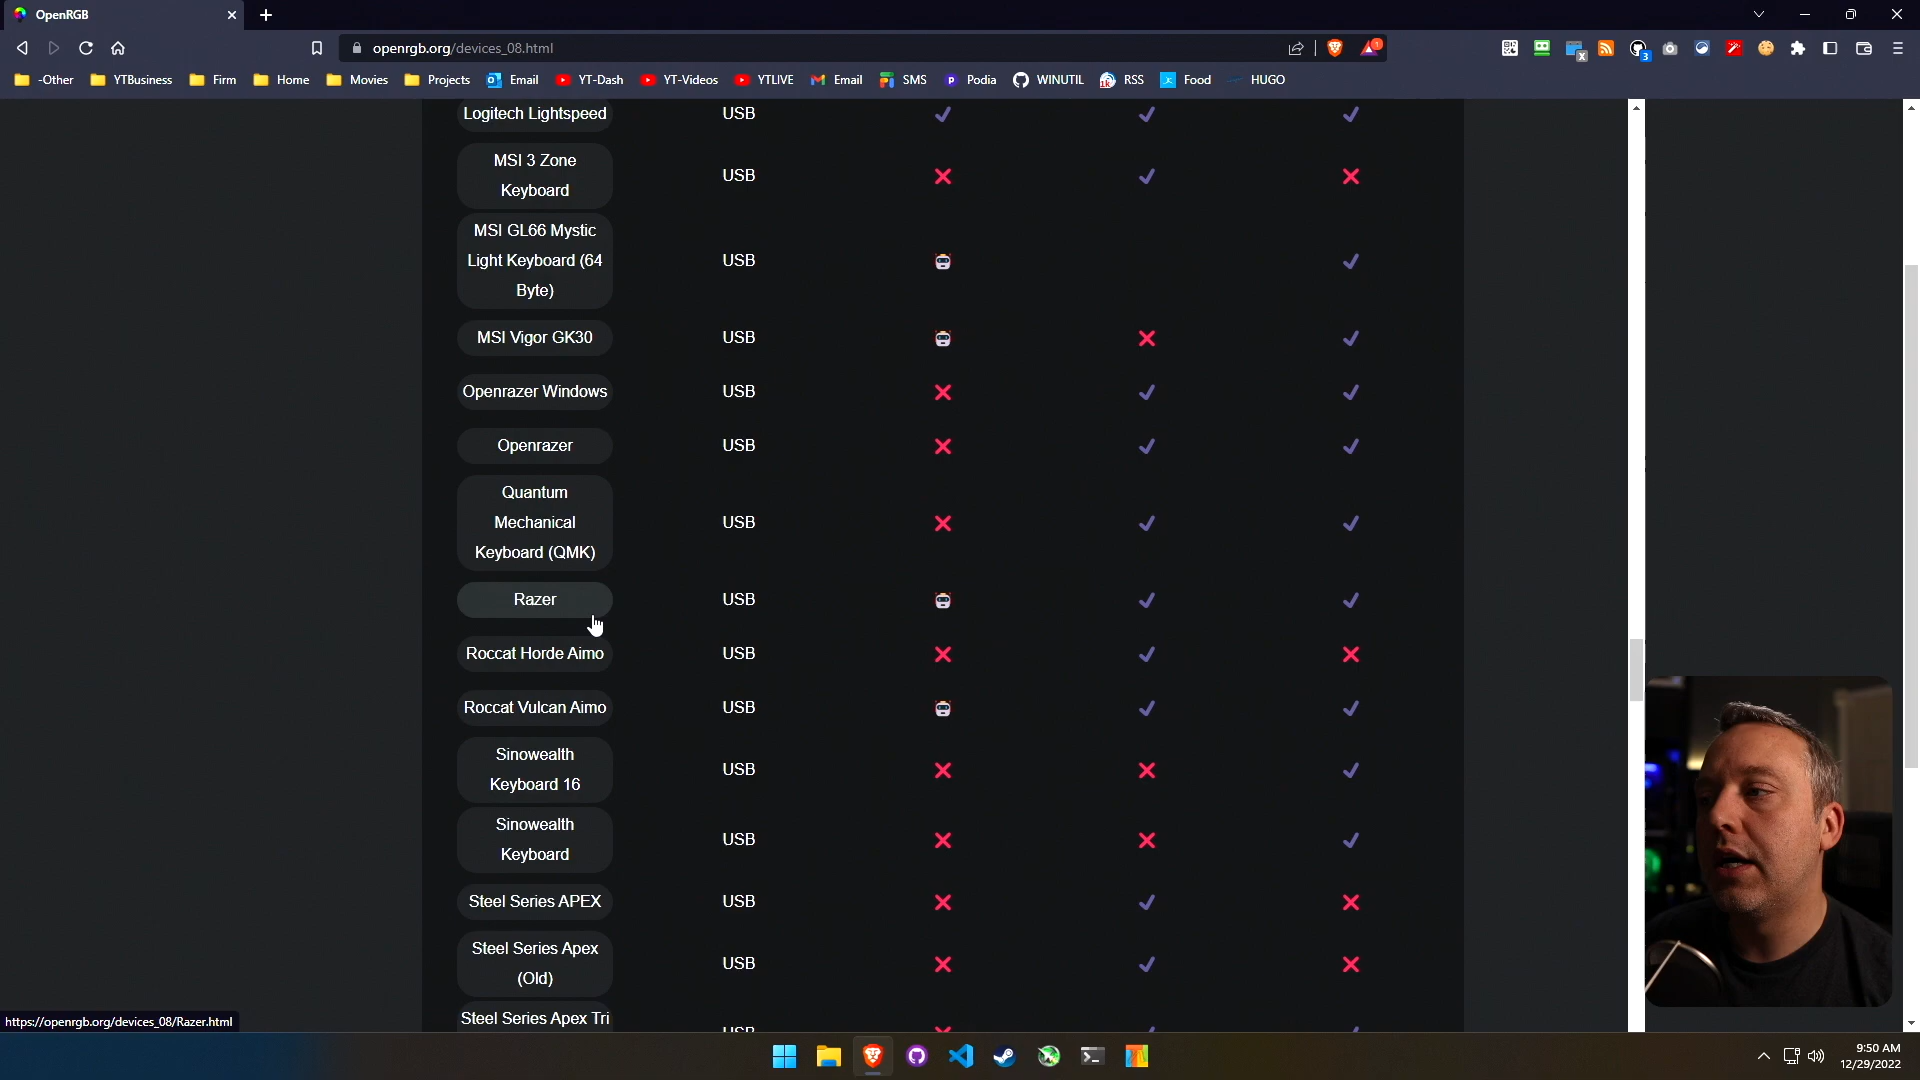 OpenRGB
openrgb.org/devices_08.html
1
3
-Other YTBusiness Firm Home Movies Projects Email YT-Dash YT-Videos YTLIVE Email SMS Podia WINUTIL RSS Food HUGO
Logitech Lightspeed USB
MSI 3 Zone
Keyboard
USB
MSI GL66 Mystic
Light Keyboard (64
Byte)
USB
MSI Vigor GK30 USB
Openrazer Windows USB
Openrazer USB
Quantum
Mechanical
Keyboard (QMK)
USB
Razer USB
Roccat Horde Aimo USB
Roccat Vulcan Aimo USB
Sinowealth
Keyboard 16
USB
Sinowealth
Keyboard
USB
Steel Series APEX USB
Steel Series Apex
(Old)
USB
Steel Series Apex Tri
USB
https://openrgb.org/devices_08/Razer.html
9:50 AM
12/29/2022